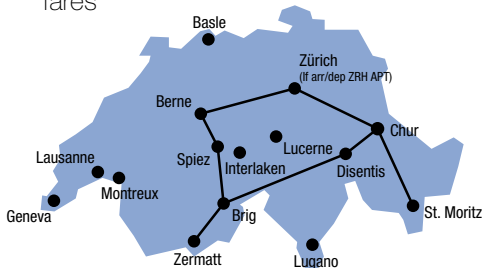 fares
Basle
Zürich
(If arr/dep ZRH APT)
Berne
Chur
Lucerne
Spiez
Interlaken
Disentis
Lausanne
Montreux
Geneva
Brig
St. Moritz
Zermatt
Lugano